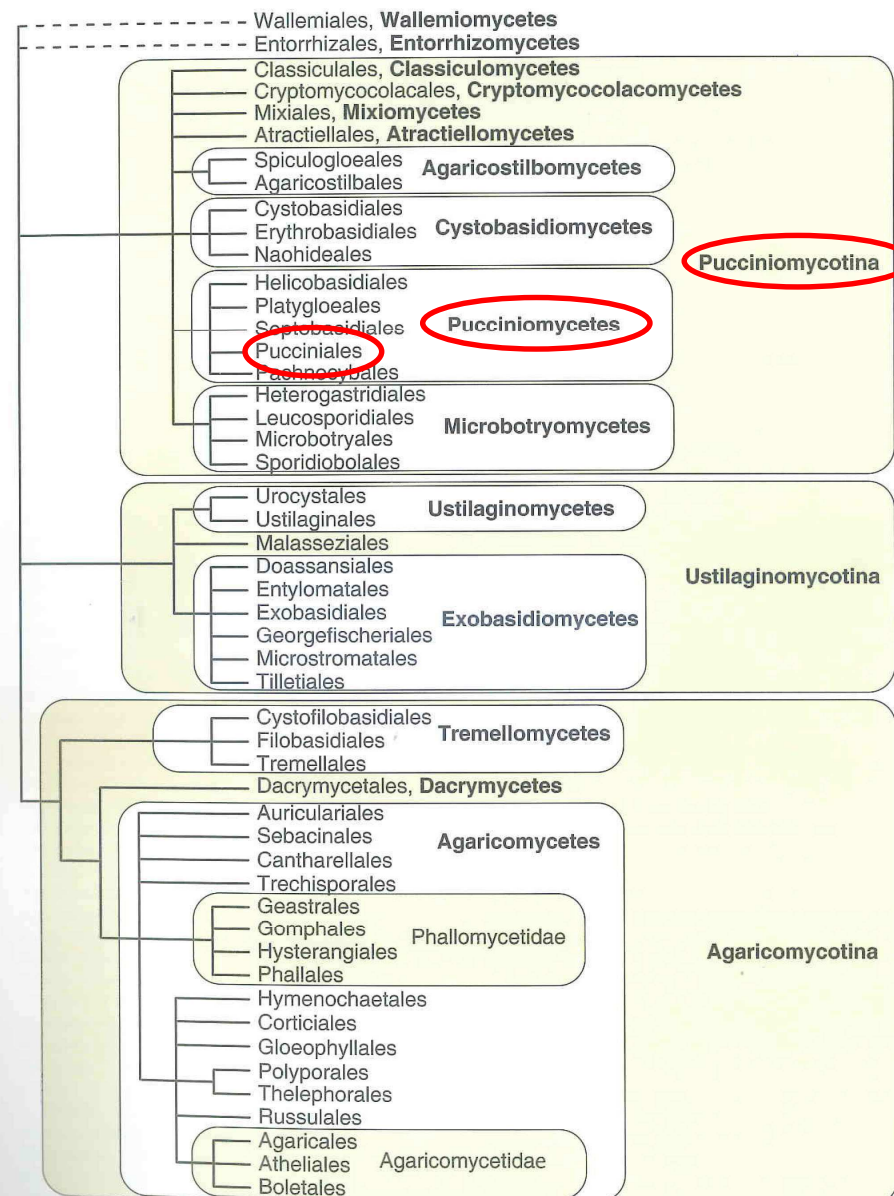 Wallemiales, Wallemiomycetes
Entorrhizales, Entorrhizomycetes
Classiculales, Classiculomycetes
Cryptomycocolacales, Cryptomycocolacomycetes
Mixiales, Mixiomycetes
Atractiellales, Atractiellomycetes
Spiculogloeales
Agaricostilbales
Agaricostilbomycetes
Cystobasidiales
Erythrobasidiales
Naohideales
Cystobasidiomycetes
Pucciniomycotina
Helicobasidiales
Platygloeales
Septobasidiales
Pucciniales
Pachnocybales
Pucciniomycetes
Heterogastridiales
Leucosporidiales
Microbotryales
Sporidiobolales
Microbotryomycetes
Urocystales
Ustilaginales
Ustilaginomycetes
Malasseziales
Doassansiales
Entylomatales
Exobasidiales
Georgefischeriales
Microstromatales
Tilletiales
Exobasidiomycetes
Ustilaginomycotina
Cystofilobasidiales
Filobasidiales
Tremellales
Tremellomycetes
Dacrymycetales, Dacrymycetes
Auriculariales
Sebacinales
Cantharellales
Trechisporales
Agaricomycetes
Geastrales
Gomphales
Hysterangiales
Phallales
Phallomycetidae
Agaricomycotina
Hymenochaetales
Corticiales
Gloeophyllales
Polyporales
Thelephorales
Russulales
Agaricales
Atheliales
Boletales
Agaricomycetidae